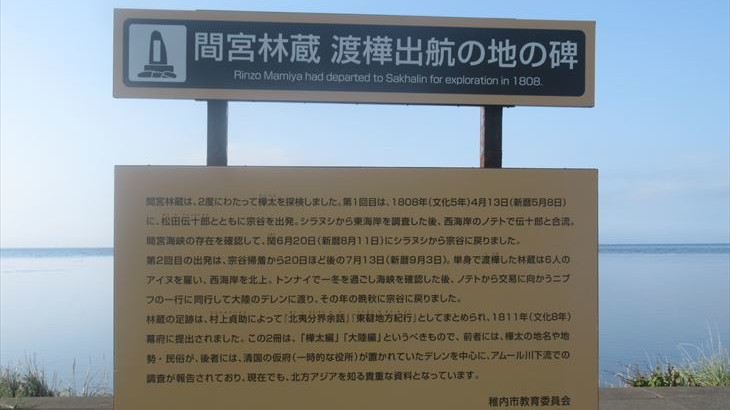 間宮林蔵 渡樺出航の地の碑
Rinzo Mamiya had departed to Sakhalin for exploration in 1808.
間宮林蔵は、2度にわたって樺太を探検しました。第1回目は、1808年(文化5年)4月13日(新暦5月8日)
に、松田伝十郎とともに宗谷を出発。シラヌシから東海岸を調査した後、西海岸のノテトで伝十郎と合流。
間宮海峡の存在を確認して、閏6月20日(新暦8月11日)にシラヌシから宗谷に戻りました。
第2回目の出発は、宗谷帰着から20日ほど後の7月13日(新暦9月3日)。単身で渡樺した林蔵は6人の
アイヌを雇い、西海岸を北上。トンナイで一冬を過ごし海峡を確認した後、ノテトから交易に向かうニブ
フの一行に同行して大陸のデレンに渡り、その年の晩秋に宗谷に戻りました。
林蔵の足跡は、村上貞助によって「北夷分界余話」「東韃地方紀行」としてまとめられ、1811年(文化8年)
幕府に提出されました。この2冊は、「樺太編」「大陸編」というべきもので、前者には、樺太の地名や地
勢・民俗が、後者には、清国の仮府(一時的な役所)が置かれていたデレンを中心に、アムール川下流での
調査が報告されており、現在でも、北方アジアを知る貴重な資料となっています。
稚内市教育委員会